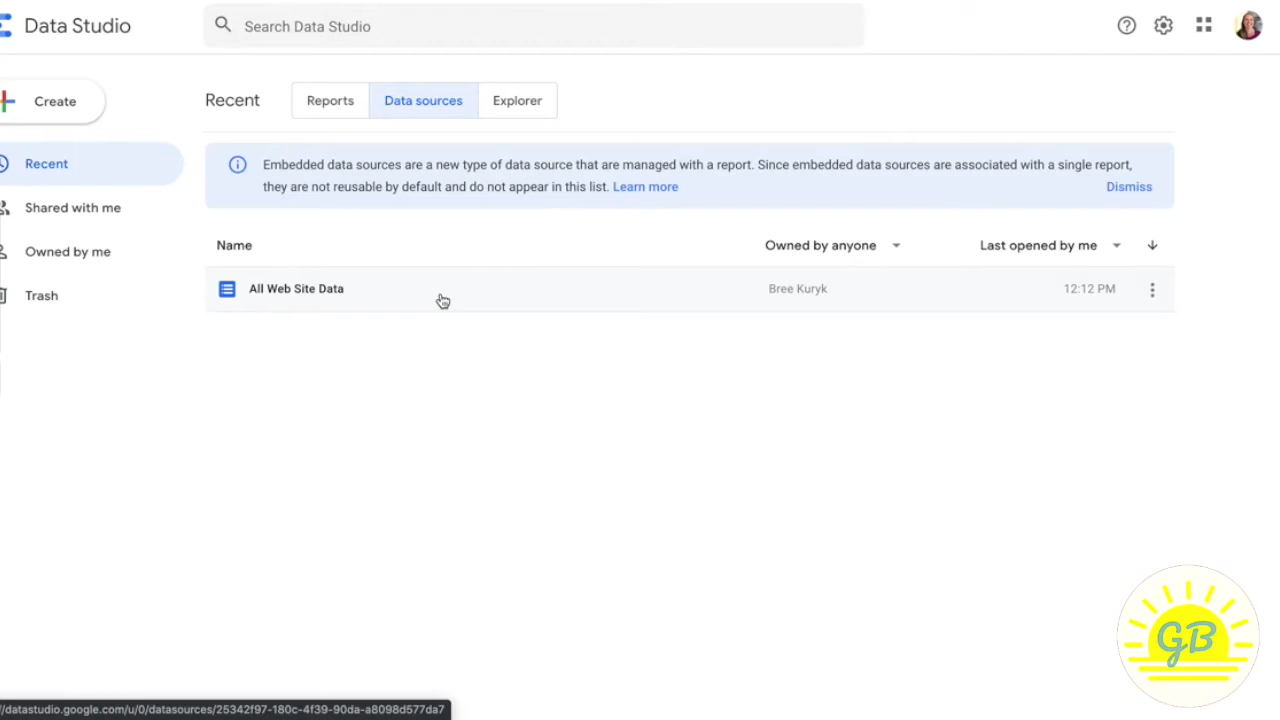 Data Studio
Search Data Studio
Create
Recent
Reports
Data sources
Explorer
Recent
Shared with me
Owned by me
Trash
Embedded data sources are a new type of data source that are managed with a report. Since embedded data sources are associated with a single report,
they are not reusable by default and do not appear in this list. Learn more
Dismiss
Name
Owned by anyone
Last opened by me
All Web Site Data
Bree Kuryk
12:12 PM
GB
//datastudio.google.com/u/0/datasources/25342f97-180c-4f39-90da-a8098d577da7